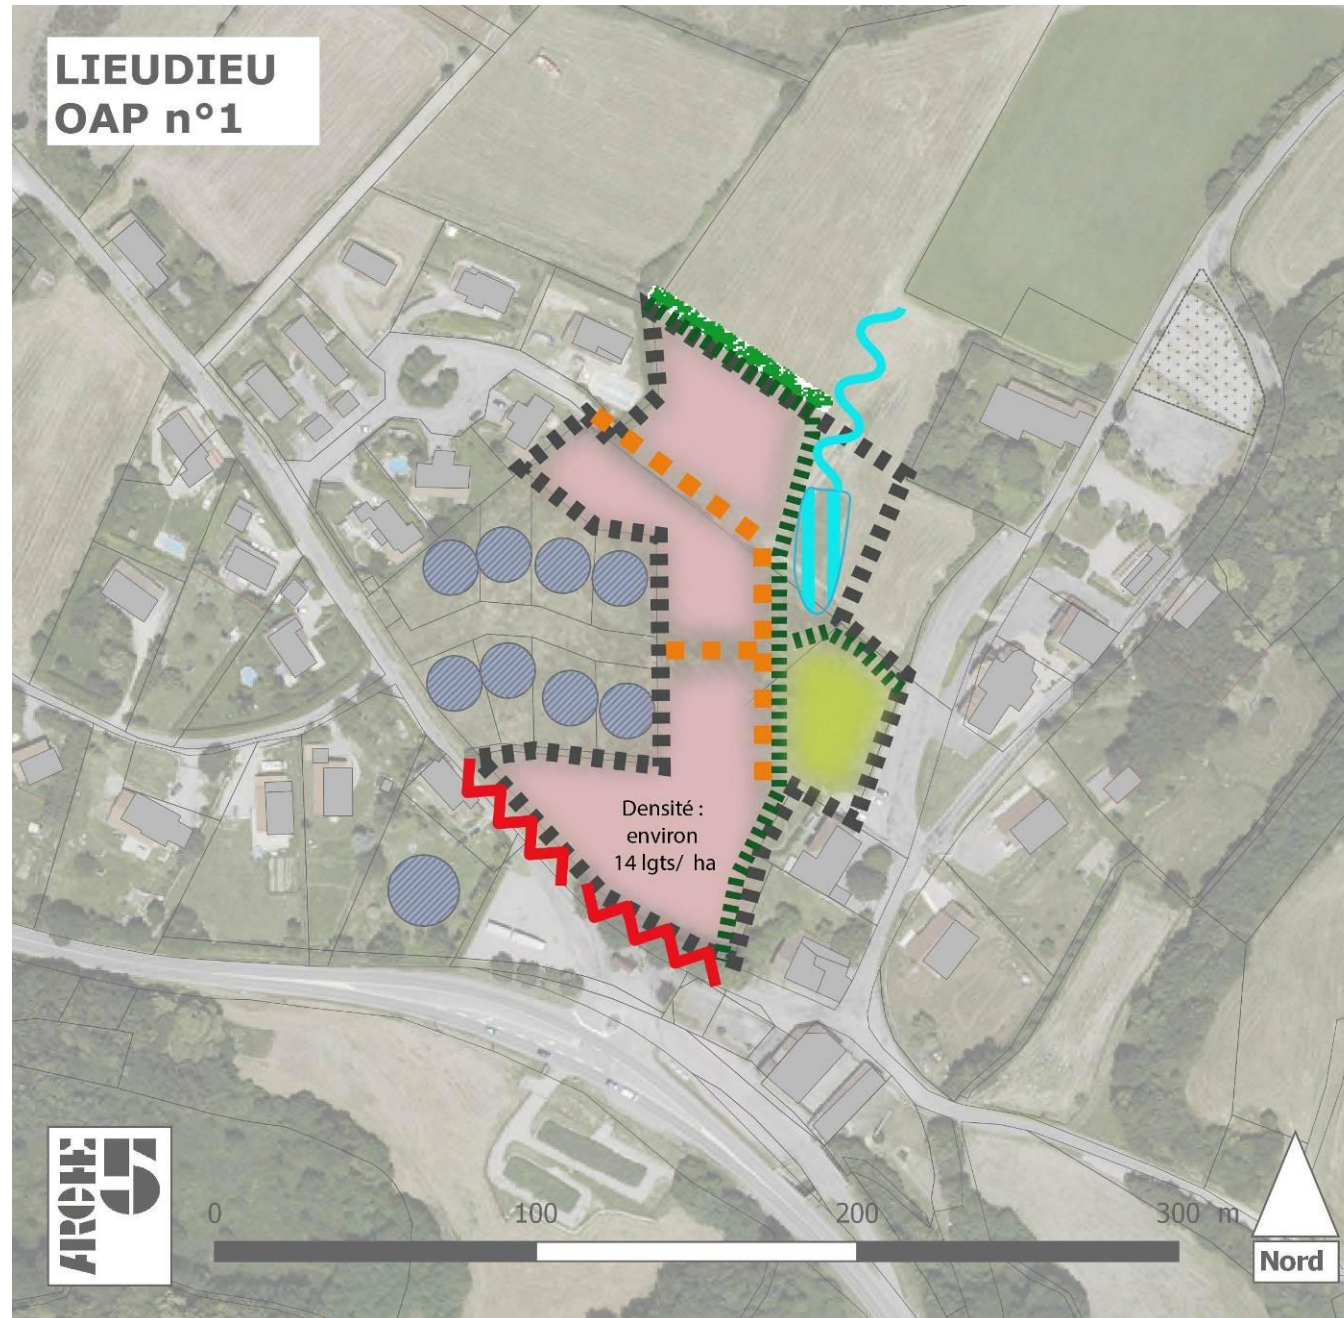 LIEUDIEU
OAP n°1
Densité :
environ
14 lgts/ ha
ARCHE
5
0 100 200 300 m
Nord